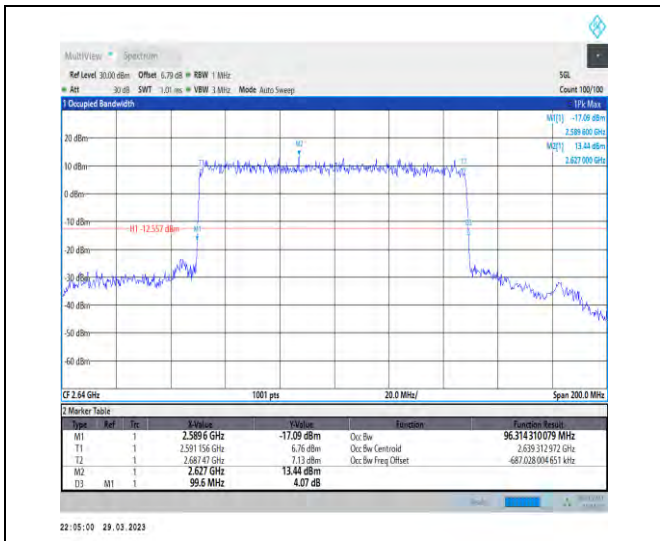 MultiView Spectrum
Ref Level 30.00 dBm Offset 6.79 dB RBW 1 MHz SGL
Att 30 dB SWT 1.01 ms VBW 3 MHz Mode Auto Sweep Count 100/100
1 Occupied Bandwidth 1Pk Max
M1[1] -17.09 dBm
2.589 600 GHz
M2[1] 13.44 dBm
2.627 000 GHz
M2
20 dBm
T1
T2
10 dBm
0 dBm
-10 dBm
H1 -12.557 dBm
M1
D3
-20 dBm
-30 dBm
-40 dBm
-50 dBm
-60 dBm
CF 2.64 GHz 1001 pts 20.0 MHz/ Span 200.0 MHz
2 Marker Table
Type Ref Trc X-Value Y-Value Function Function Result
M1 1 2.589 6 GHz -17.09 dBm Occ Bw 96.314 310 079 MHz
T1 1 2.591 156 GHz 6.76 dBm Occ Bw Centroid 2.639 312 972 GHz
T2 1 2.687 47 GHz 7.13 dBm Occ Bw Freq Offset -687.028 004 651 kHz
M2 1 2.627 GHz 13.44 dBm
D3 M1 1 99.6 MHz 4.07 dB
22:05:00 29.03.2023